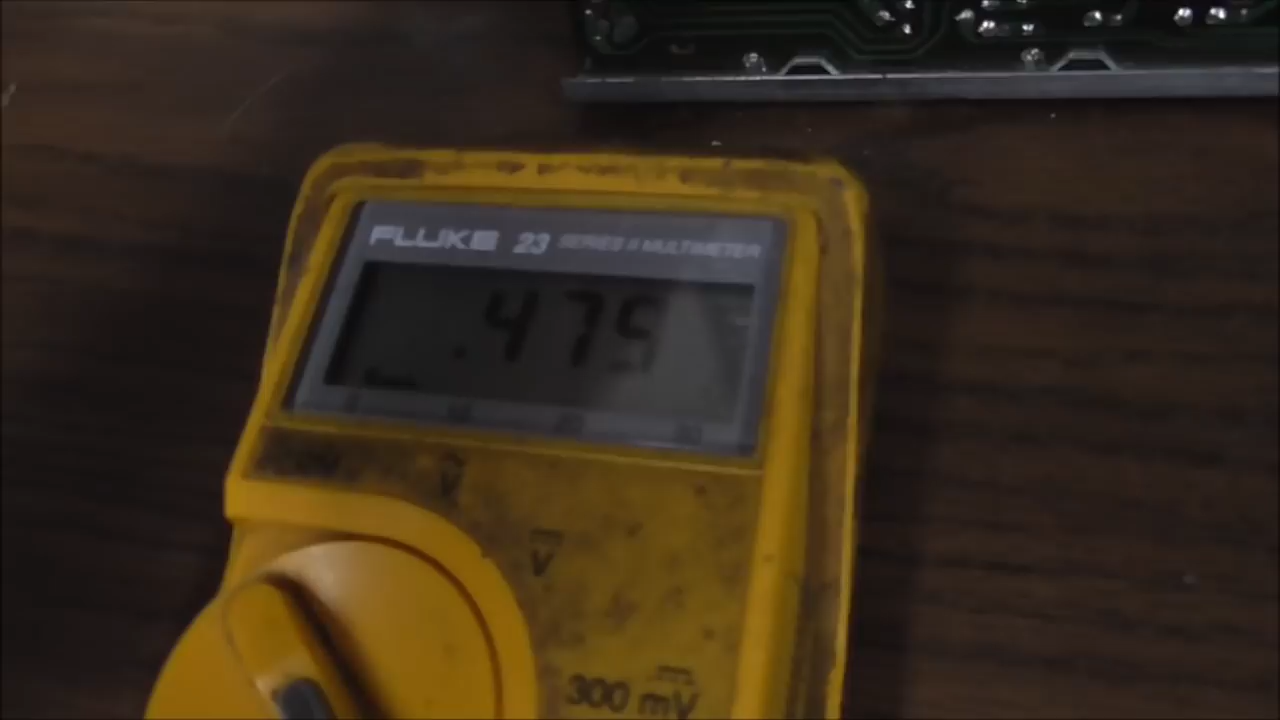 FLUKE 23 SERIES II MULTIMETER
.475
V
V
300 mV